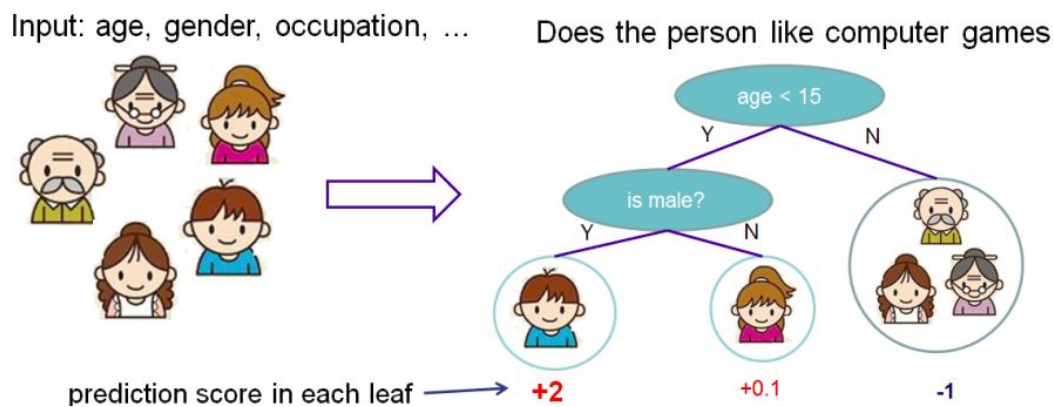 Input: age, gender, occupation, ...
Does the person like computer games
age < 15
Y
N
is male?
Y
N
prediction score in each leaf
+2
+0.1
-1